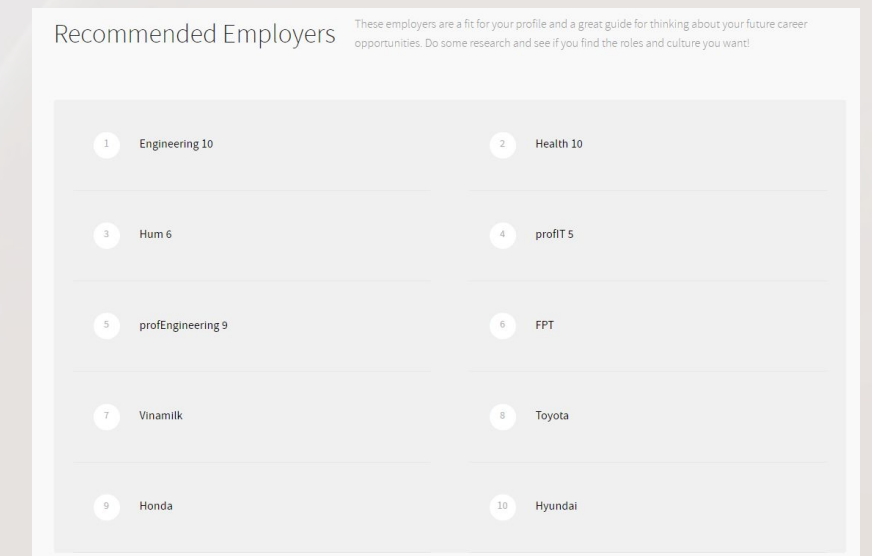 Recommended Employers
These employers are a fit for your profile and a great guide for thinking about your future career
opportunities. Do some research and see if you find the roles and culture you want!
1 Engineering 10
2 Health 10
3 Hum 6
4 profIT 5
5 profEngineering 9
6 FPT
7 Vinamilk
8 Toyota
9 Honda
10 Hyundai